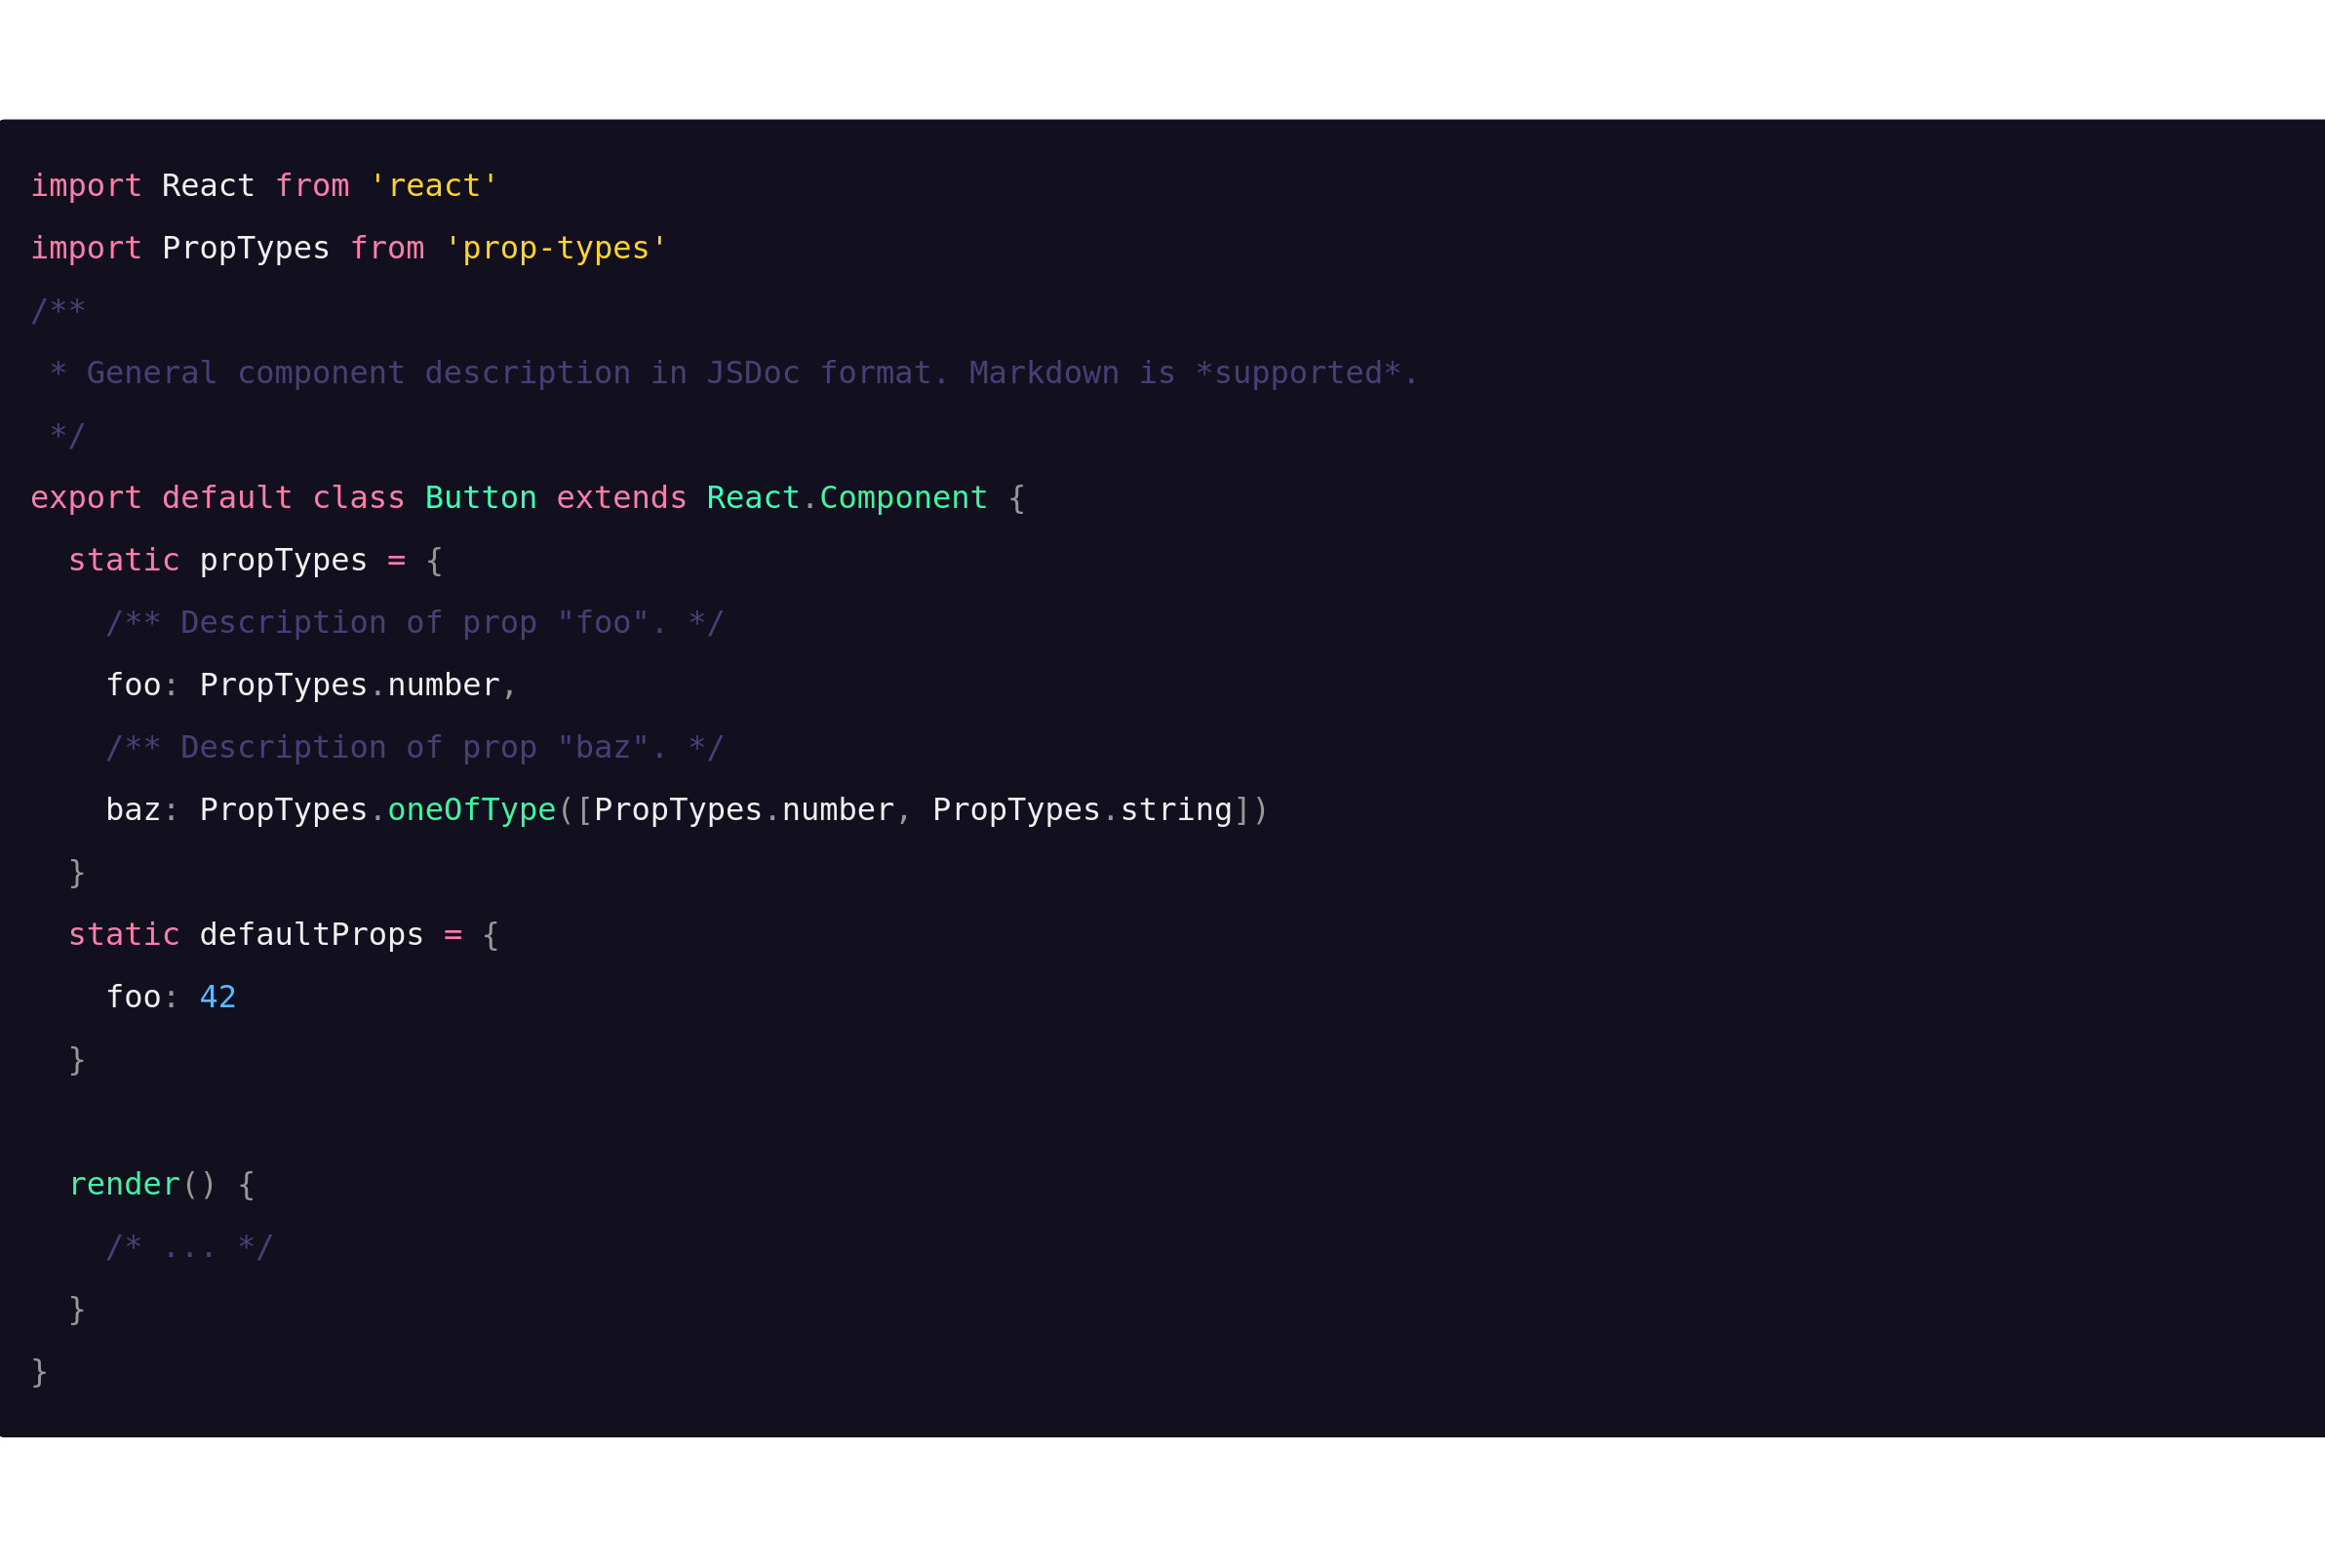 import React from 'react'
import PropTypes from 'prop-types'
/**
 * General component description in JSDoc format. Markdown is *supported*.
 */
export default class Button extends React.Component {
  static propTypes = {
    /** Description of prop "foo". */
    foo: PropTypes.number,
    /** Description of prop "baz". */
    baz: PropTypes.oneOfType([PropTypes.number, PropTypes.string])
  }
  static defaultProps = {
    foo: 42
  }

  render() {
    /* ... */
  }
}